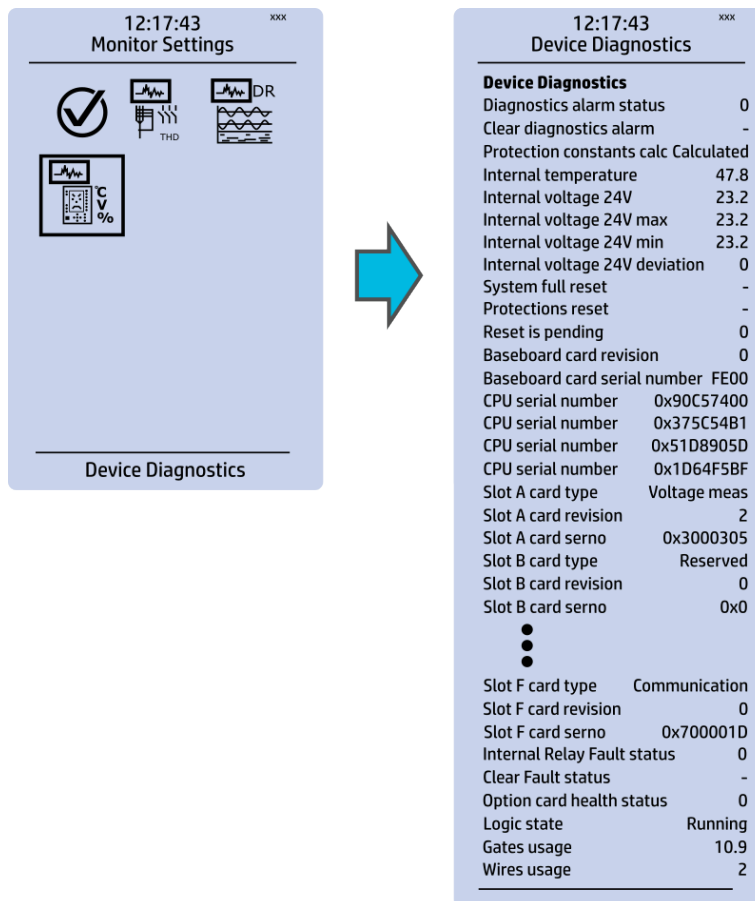 12:17:43 xxx
Monitor Settings
DR
THD
°C
V
%
Device Diagnostics
12:17:43 xxx
Device Diagnostics
Device Diagnostics
Diagnostics alarm status 0
Clear diagnostics alarm -
Protection constants calc Calculated
Internal temperature 47.8
Internal voltage 24V 23.2
Internal voltage 24V max 23.2
Internal voltage 24V min 23.2
Internal voltage 24V deviation 0
System full reset -
Protections reset -
Reset is pending 0
Baseboard card revision 0
Baseboard card serial number FE00
CPU serial number 0x90C57400
CPU serial number 0x375C54B1
CPU serial number 0x51D8905D
CPU serial number 0x1D64F5BF
Slot A card type Voltage meas
Slot A card revision 2
Slot A card serno 0x3000305
Slot B card type Reserved
Slot B card revision 0
Slot B card serno 0x0
Slot F card type Communication
Slot F card revision 0
Slot F card serno 0x700001D
Internal Relay Fault status 0
Clear Fault status -
Option card health status 0
Logic state Running
Gates usage 10.9
Wires usage 2